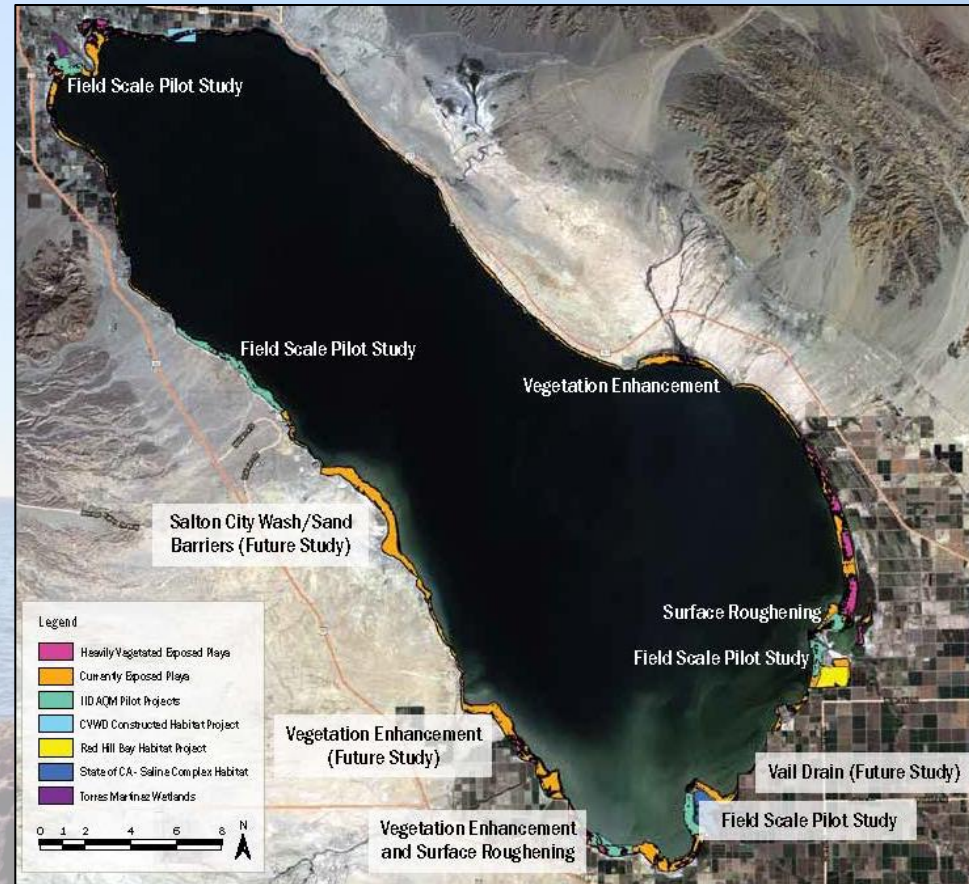 Field Scale Pilot Study
Field Scale Pilot Study
Vegetation Enhancement
Salton City Wash/Sand
Barriers (Future Study)
Surface Roughening
Field Scale Pilot Study
Vegetation Enhancement
(Future Study)
Vail Drain (Future Study)
Field Scale Pilot Study
Vegetation Enhancement
and Surface Roughening
Legend
Heavily Vegetated Exposed Playa
Currently Exposed Playa
IID AQM Pilot Projects
CVWD Constructed Habitat Project
Red Hill Bay Habitat Project
State of CA - Saline Complex Habitat
Torres Martinez Wetlands
0 1 2 4 6 8
N